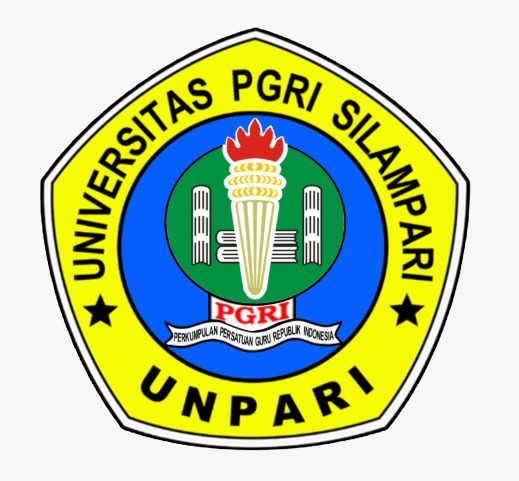 UNIVERSITAS PGRI SILAMPARI
PGRI
PERKUMPULAN PERSATUAN GURU REPUBLIK INDONESIA
UNPARI